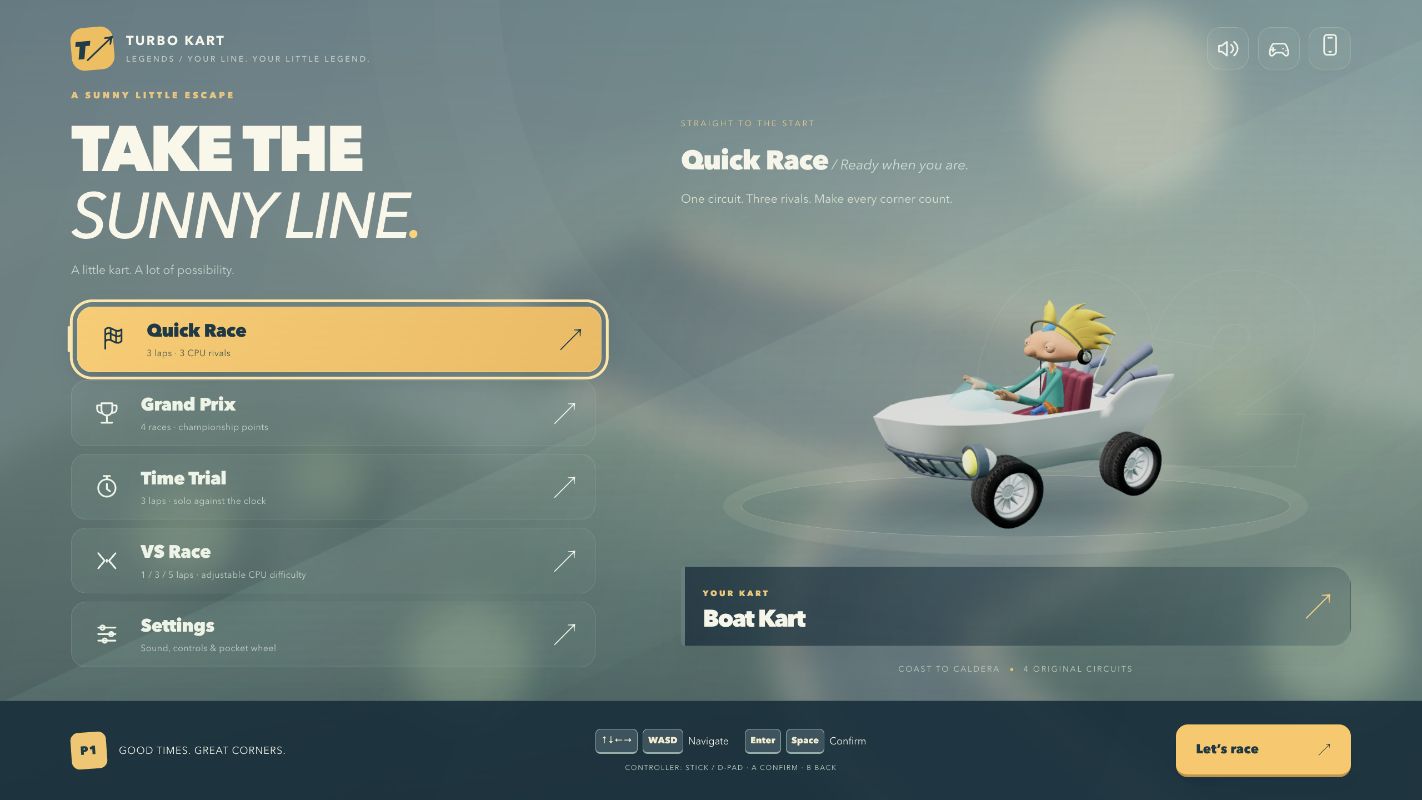 TURBO KART
LEGENDS / YOUR LINE. YOUR LITTLE LEGEND.
A SUNNY LITTLE ESCAPE
TAKE THE
SUNNY LINE.
A little kart. A lot of possibility.
Quick Race
3 laps · 3 CPU rivals
Grand Prix
4 races · championship points
Time Trial
3 laps · solo against the clock
VS Race
1 / 3 / 5 laps · adjustable CPU difficulty
Settings
Sound, controls & pocket wheel
STRAIGHT TO THE START
Quick Race / Ready when you are.
One circuit. Three rivals. Make every corner count.
YOUR KART
Boat Kart
COAST TO CALDERA • 4 ORIGINAL CIRCUITS
P1 GOOD TIMES. GREAT CORNERS.
↑↓←→ WASD Navigate Enter Space Confirm
CONTROLLER: STICK / D-PAD · A CONFIRM · B BACK
Let's race